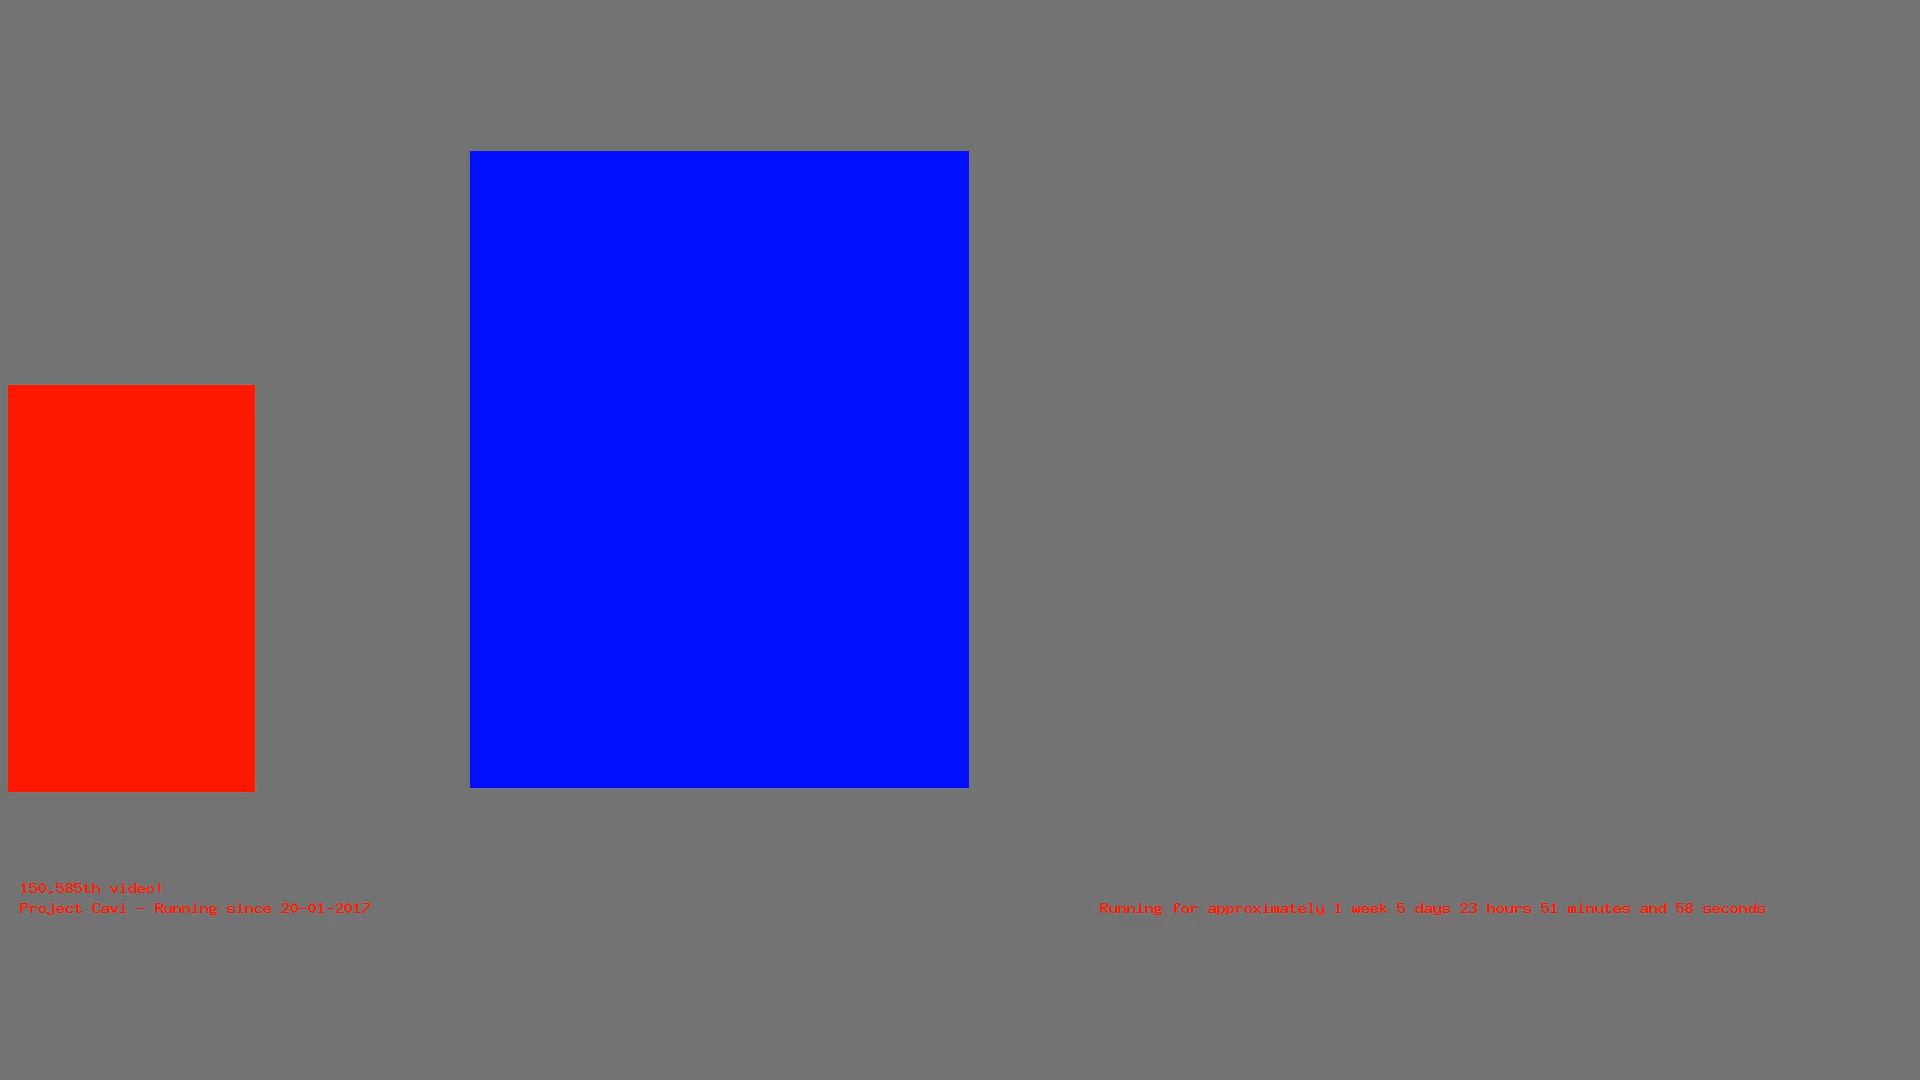 150,585th video!
Project Cavi - Running since 20-01-2017
Running for approximately 1 week 5 days 23 hours 51 minutes and 58 seconds